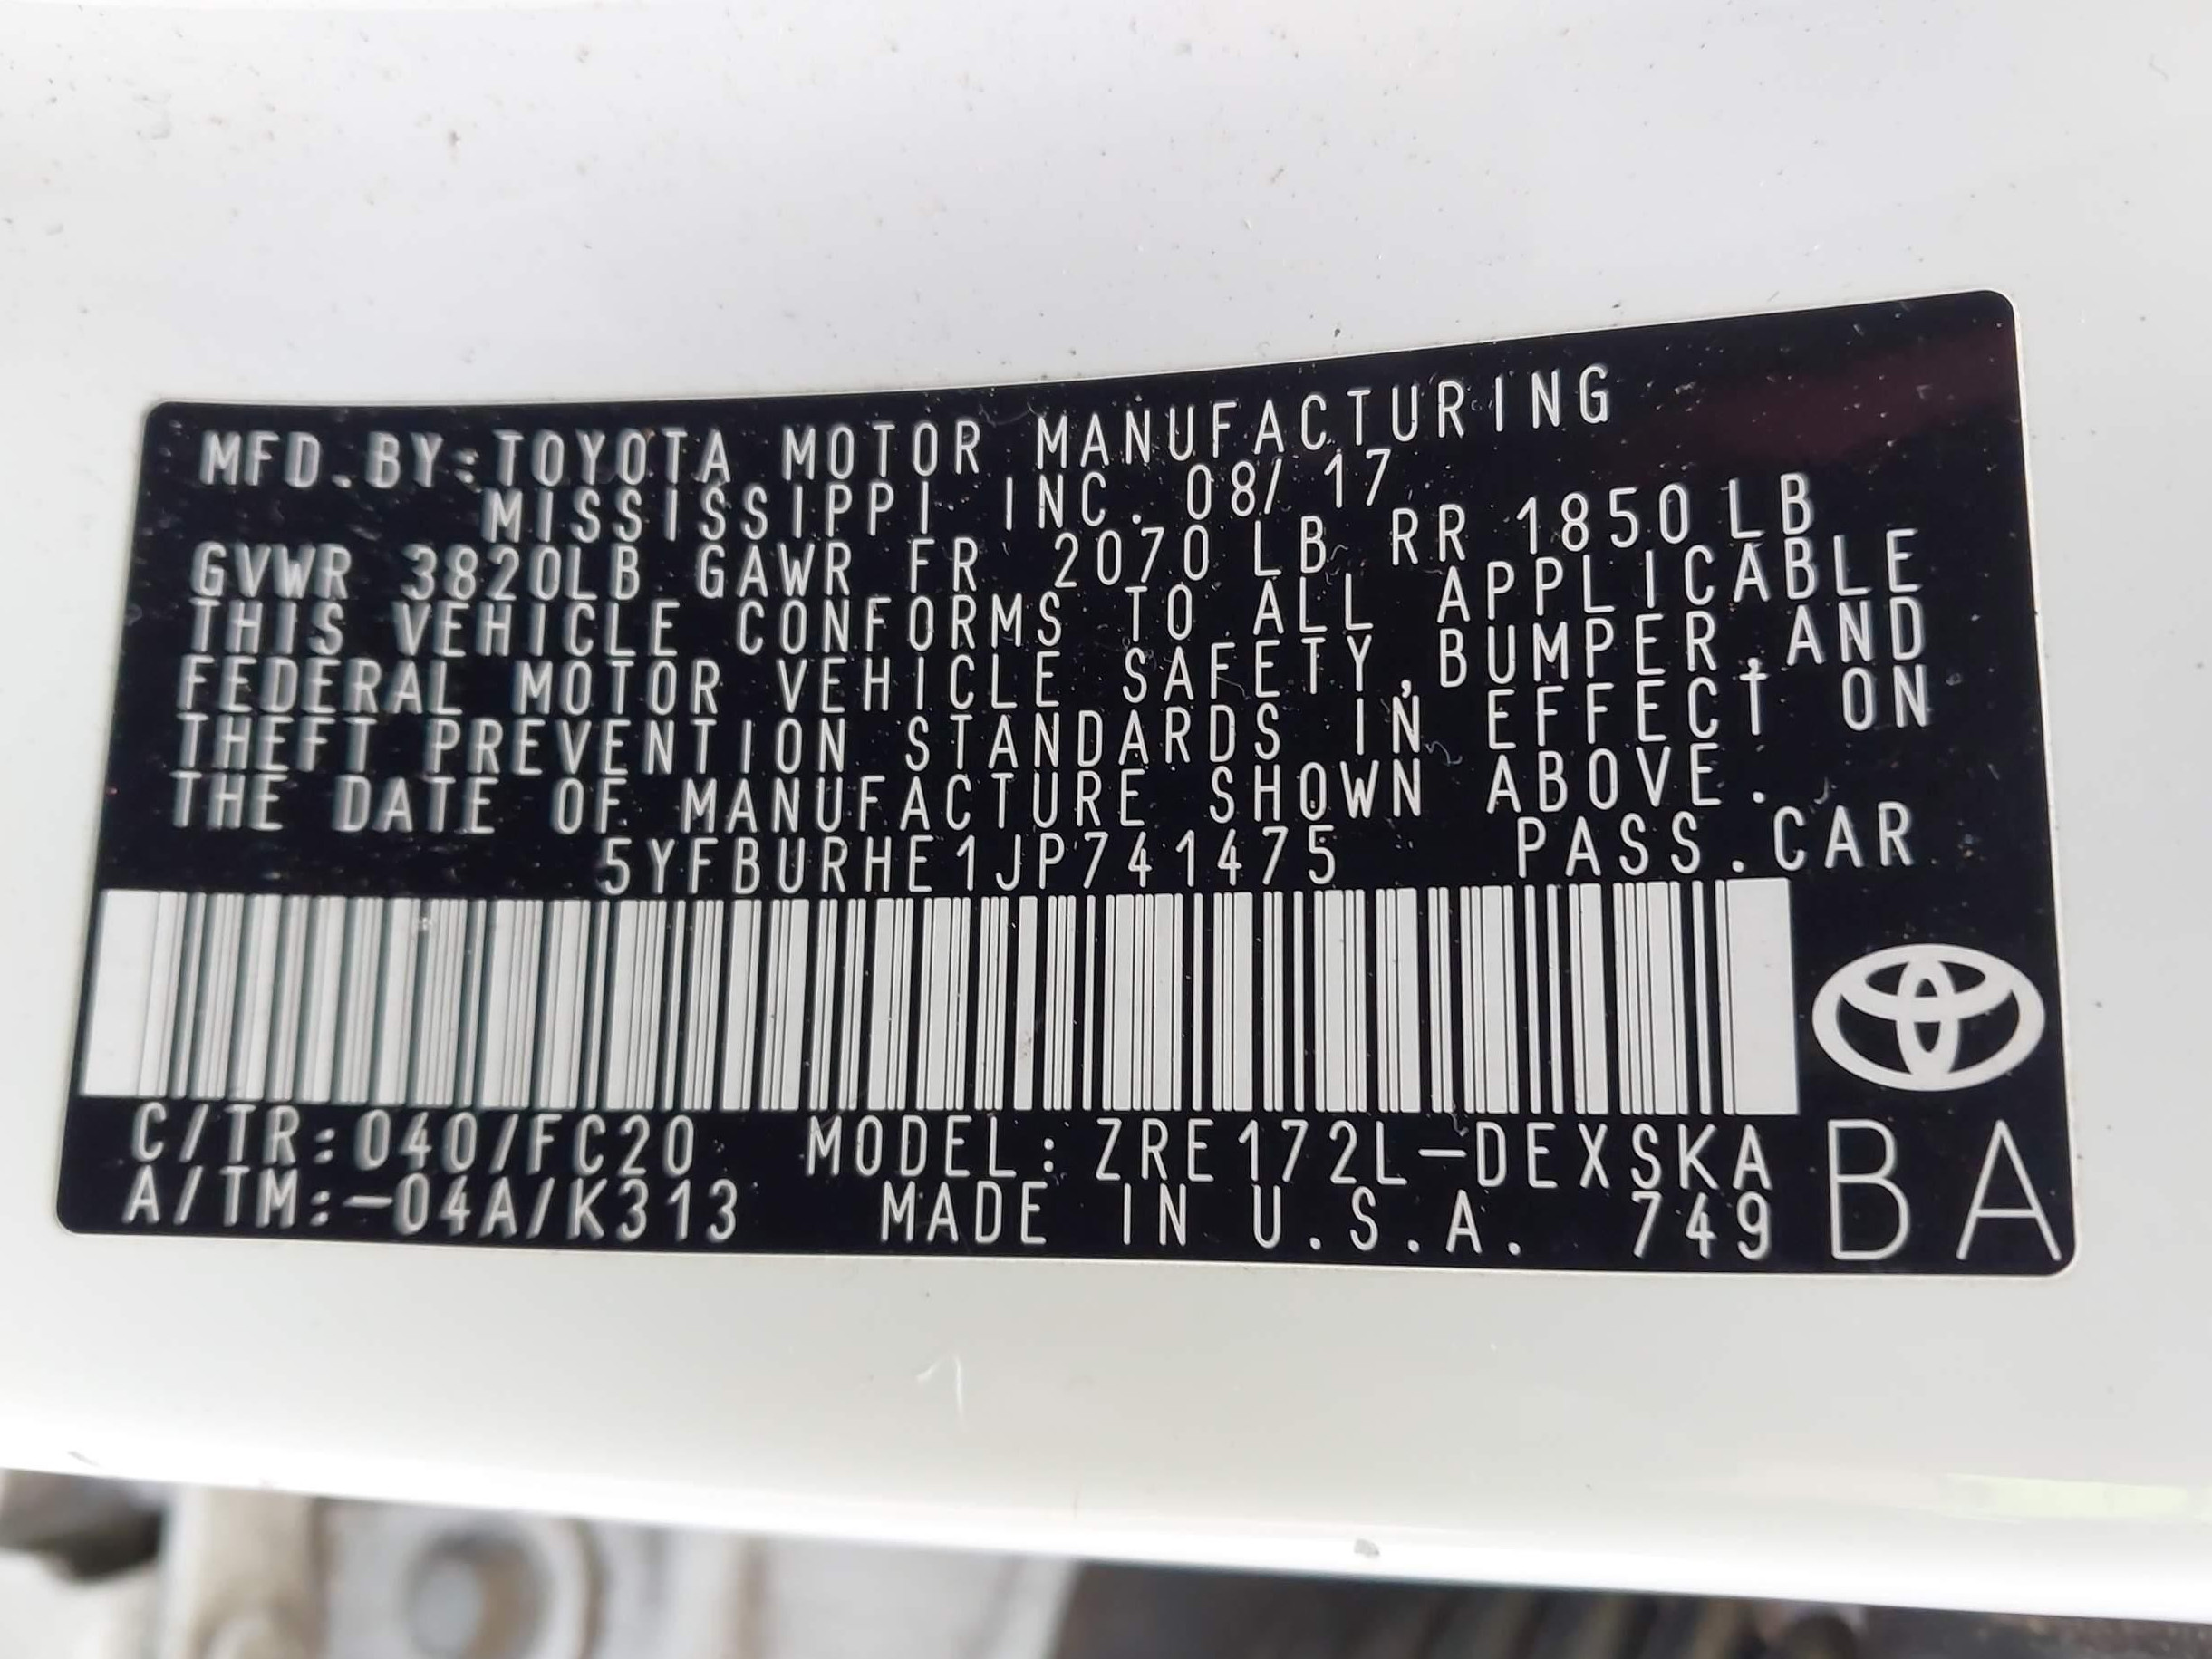 MFD.BY:TOYOTA MOTOR MANUFACTURING
MISSISSIPPI INC. 08/17
GVWR 3820LB GAWR FR 2070 LB RR 1850LB
THIS VEHICLE CONFORMS TO ALL APPLICABLE
FEDERAL MOTOR VEHICLE SAFETY,BUMPER,AND
THEFT PREVENTION STANDARDS IN EFFECT ON
THE DATE OF MANUFACTURE SHOWN ABOVE.
5YFBURHE1JP741475 PASS.CAR
C/TR:040/FC20 MODEL:ZRE172L-DEXSKA
A/TM:-04A/K313 MADE IN U.S.A. 749
BA